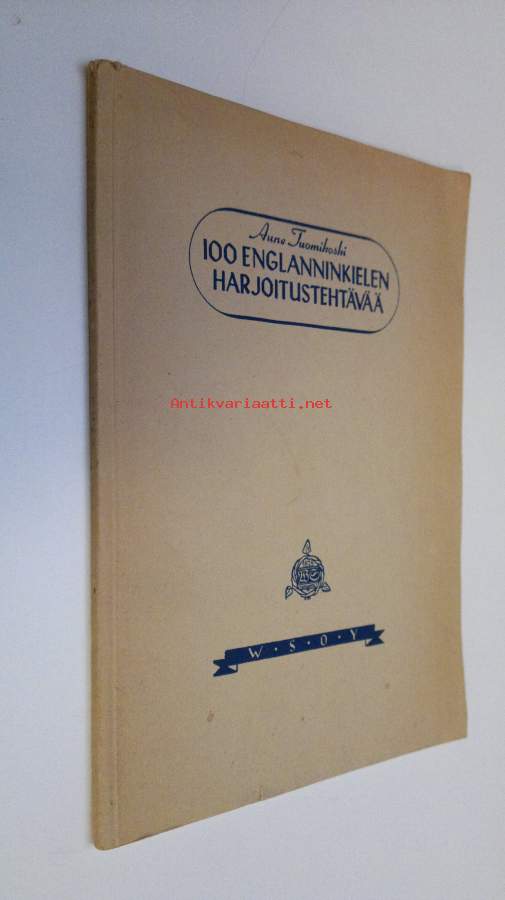 Aune Tuomikoski
100 ENGLANNINKIELEN
HARJOITUSTEHTÄVÄÄ
Antikvariaatti.net
W·S·O·Y